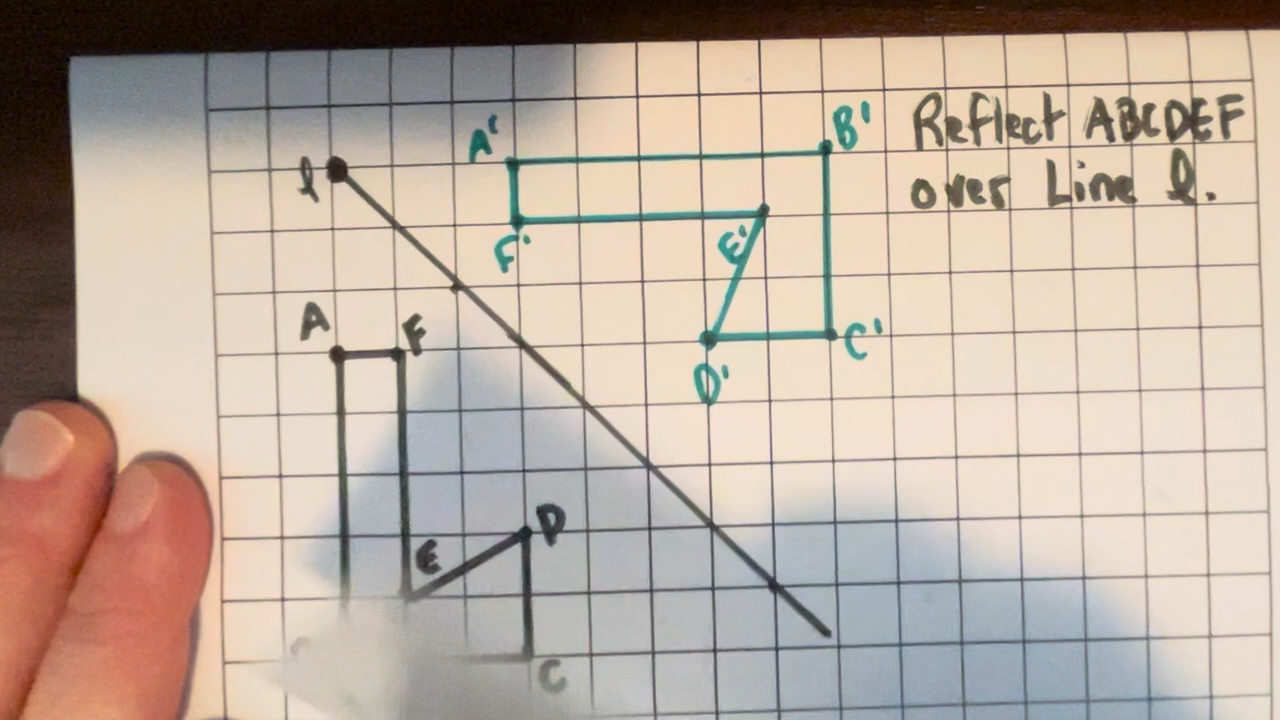 Reflect ABCDEF
over Line l.
A' B'
l
E'
F'
A F
C'
D'
D
E
C